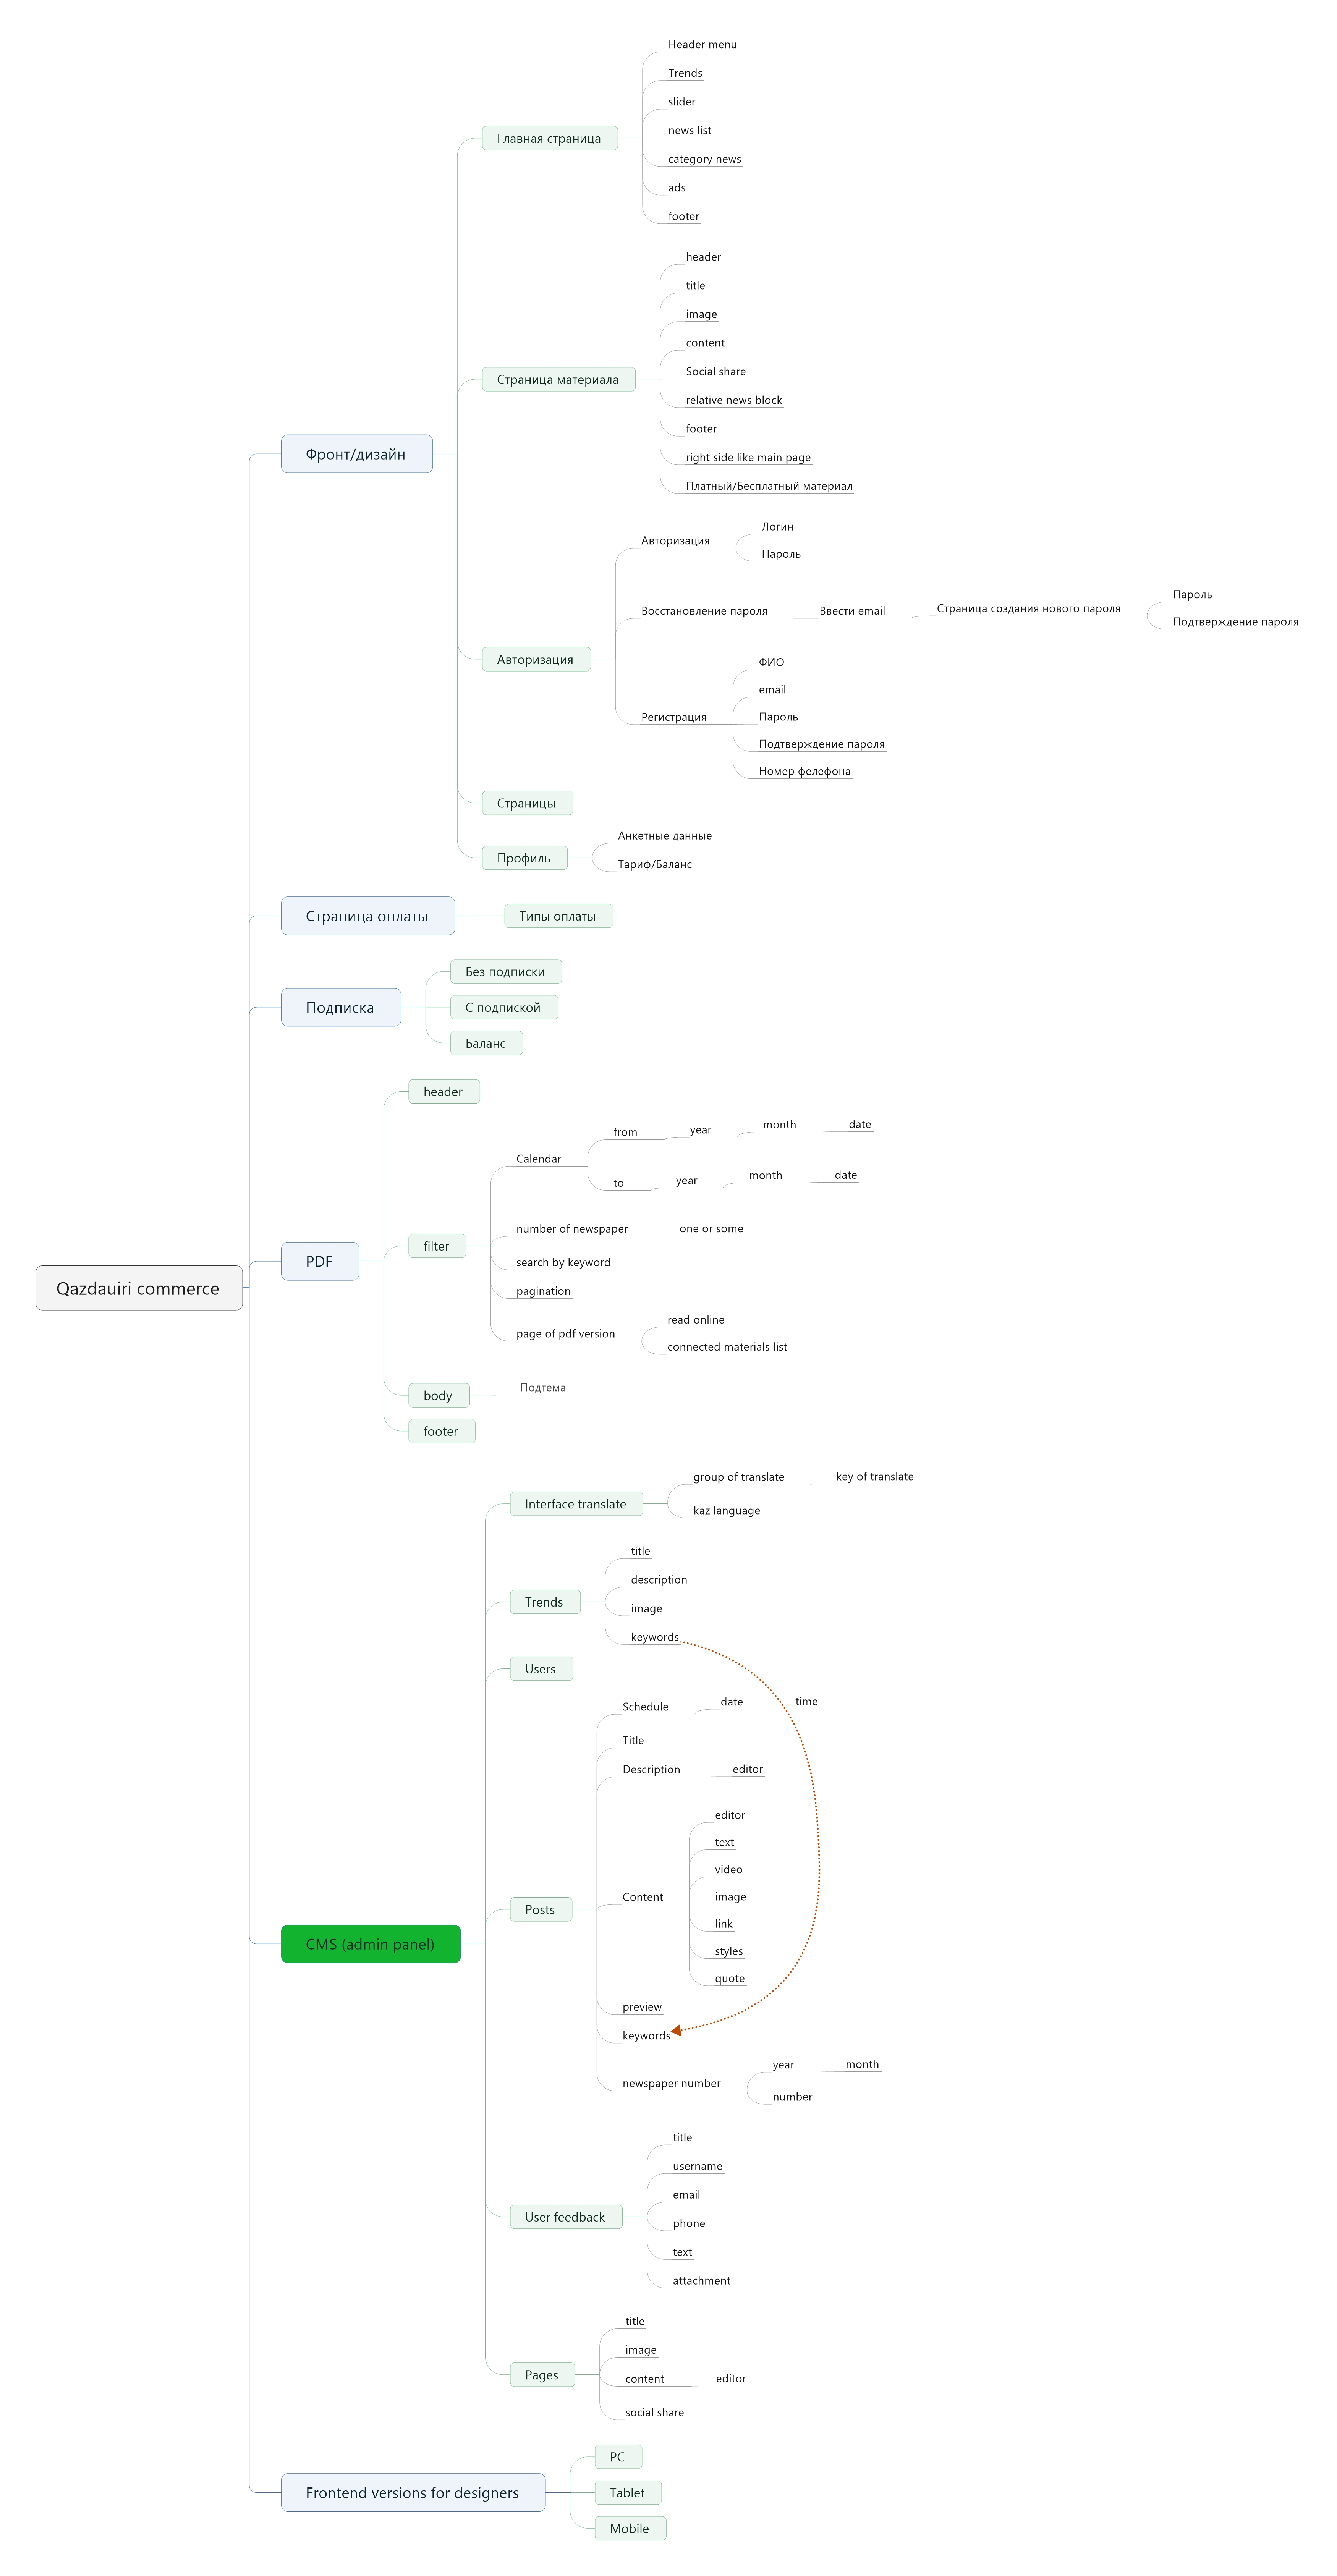 Qazdauiri commerce
Фронт/дизайн
Главная страница
Header menu
Trends
slider
news list
category news
ads
footer
Страница материала
header
title
image
content
Social share
relative news block
footer
right side like main page
Платный/Бесплатный материал
Авторизация
Авторизация
Логин
Пароль
Восстановление пароля
Ввести email
Страница создания нового пароля
Пароль
Подтверждение пароля
Регистрация
ФИО
email
Пароль
Подтверждение пароля
Номер фелефона
Страницы
Профиль
Анкетные данные
Тариф/Баланс
Страница оплаты
Типы оплаты
Подписка
Без подписки
С подпиской
Баланс
PDF
header
filter
Calendar
from
year
month
date
to
year
month
date
number of newspaper
one or some
search by keyword
pagination
page of pdf version
read online
connected materials list
body
Подтема
footer
CMS (admin panel)
Interface translate
group of translate
key of translate
kaz language
Trends
title
description
image
keywords
Users
Posts
Schedule
date
time
Title
Description
editor
Content
editor
text
video
image
link
styles
quote
preview
keywords
newspaper number
year
month
number
User feedback
title
username
email
phone
text
attachment
Pages
title
image
content
editor
social share
Frontend versions for designers
PC
Tablet
Mobile